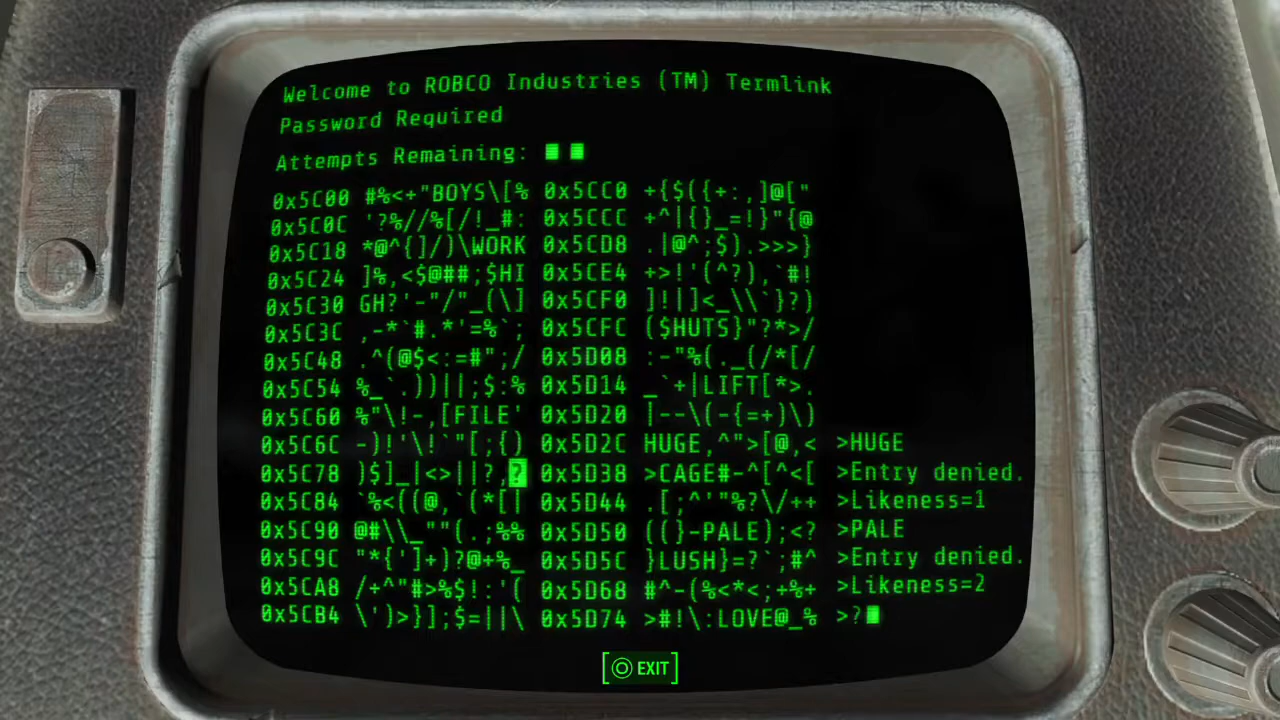 Welcome to ROBCO Industries (TM) Termlink
Password Required
Attempts Remaining: ■ ■
0x5C00 #%<+"BOYS\[% 0x5CC0 +{$({+:,]@["
0x5C0C '?%//%[/!_#: 0x5CCC +^|{}_=!}"{@
0x5C18 *@^{]/)\WORK 0x5CD8 .|@^;$).>>>}
0x5C24 ]%,<$@##;$HI 0x5CE4 +>!'(^?),`#!
0x5C30 GH?'-"/"_(\] 0x5CF0 ]!|]<_\\`}?)
0x5C3C ,-*`#.*'=%`; 0x5CFC ($HUTS}"?*>/
0x5C48 .^(@$<:=#";/ 0x5D08 :-"%(._(/*[/
0x5C54 %_`.))||;$:% 0x5D14 _`+|LIFT[*>.
0x5C60 %"\!-,[FILE' 0x5D20 |--\(-{=+)\)
0x5C6C -)!'\!`"[;{) 0x5D2C HUGE,^">[@,< >HUGE
0x5C78 )$]_|<>||?,? 0x5D38 >CAGE#-^[^<[ >Entry denied.
0x5C84 `%<((@,`(*[| 0x5D44 .[;^'"%?\/++ >Likeness=1
0x5C90 @#\\_""(.;%% 0x5D50 ((}-PALE);<? >PALE
0x5C9C "*{']+)?@+%_ 0x5D5C }LUSH}=?`;#^ >Entry denied.
0x5CA8 /+^"#>%$!:'( 0x5D68 #^-(%<*<;+%+ >Likeness=2
0x5CB4 \')>}];$=||\ 0x5D74 >#!\:LOVE@_% >?■
[EXIT]